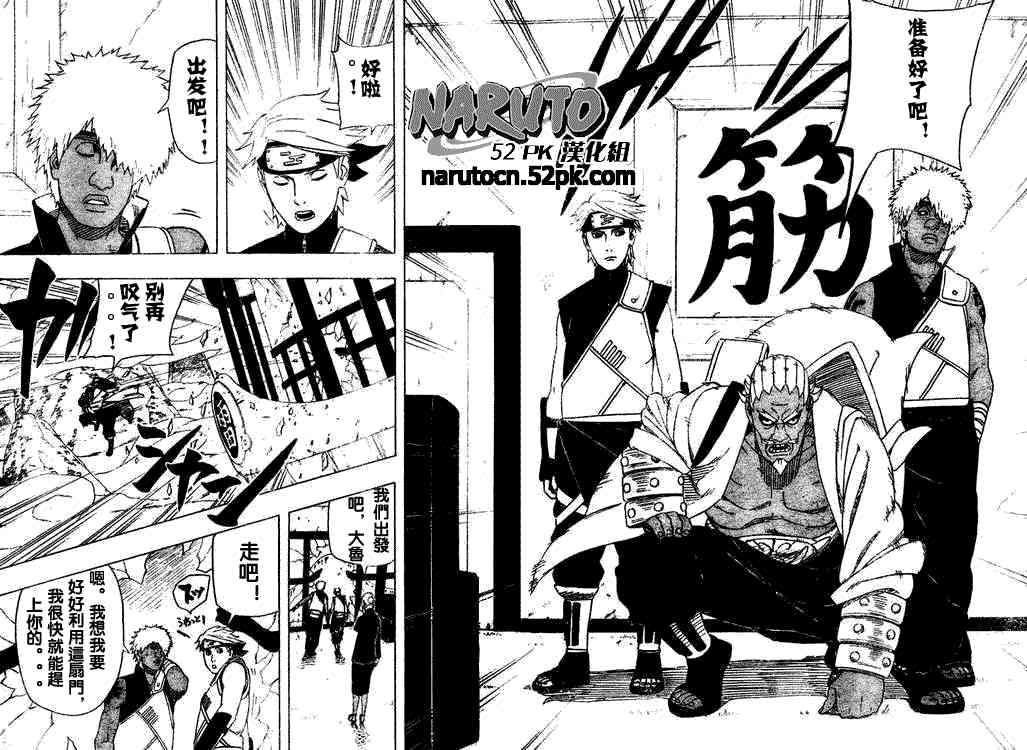 准备好了吧！
筋
NARUTO
52 PK 漢化組
narutocn.52pk.com
好啦
。！
出发吧！！
别再
叹气了
。。！
我們出發
吧，大魯
走吧！
嗯。我想我要
好好利用這扇門，
我很快就能趕
上你的。。。